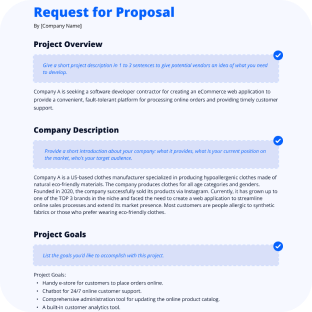 Request for Proposal
By [Company Name]
Project Overview
Give a short project description in 1 to 3 sentences to give potential vendors an idea of what you need
to develop.
Company A is seeking a software developer contractor for creating an eCommerce web application to
provide a convenient, fault-tolerant platform for processing online orders and providing timely customer
support.
Company Description
Provide a short introduction about your company: what it provides, what is your current position on
the market, who's your target audience.
Company A is a US-based clothes manufacturer specialized in producing hypoallergenic clothes made of
natural eco-friendly materials. The company produces clothes for all age categories and genders.
Founded in 2020, the company successfully sold its products via Instagram. Currently, it has grown up to
one of the TOP 3 brands in the niche and faced the need to create a web application to streamline
online sales processes and extend its market presence. Most customers are people allergic to synthetic
fabrics or those who prefer wearing eco-friendly clothes.
Project Goals
List the goals you'd like to accomplish with this project.
Project Goals:
• Handy e-store for customers to place orders online.
• Chatbot for 24/7 online customer support.
• Comprehensive administration tool for updating the online product catalog.
• A built-in customer analytics tool.